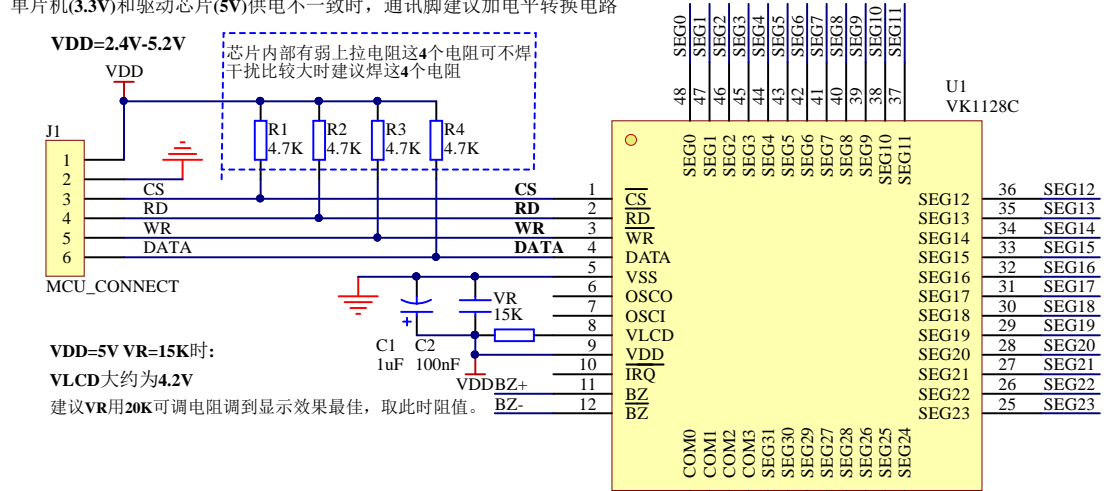 单片机(3.3V)和驱动芯片(5V)供电不一致时，通讯脚建议加电平转换电路
VDD=2.4V-5.2V
VDD
芯片内部有弱上拉电阻这4个电阻可不焊
干扰比较大时建议焊这4个电阻
R1
4.7K
R2
4.7K
R3
4.7K
R4
4.7K
J1
1
2
3
4
5
6
MCU_CONNECT
CS
RD
WR
DATA
CS
RD
WR
DATA
1
2
3
4
5
6
7
8
9
10
11
12
CS
RD
WR
DATA
VSS
OSCO
OSCI
VLCD
VDD
IRQ
BZ
BZ
VR
15K
C1
1uF
C2
100nF
VDD
BZ+
BZ-
VDD=5V VR=15K时:
VLCD大约为4.2V
建议VR用20K可调电阻调到显示效果最佳，取此时阻值。
U1
VK1128C
SEG0
SEG1
SEG2
SEG3
SEG4
SEG5
SEG6
SEG7
SEG8
SEG9
SEG10
SEG11
48
47
46
45
44
43
42
41
40
39
38
37
SEG0
SEG1
SEG2
SEG3
SEG4
SEG5
SEG6
SEG7
SEG8
SEG9
SEG10
SEG11
SEG12 36 SEG12
SEG13 35 SEG13
SEG14 34 SEG14
SEG15 33 SEG15
SEG16 32 SEG16
SEG17 31 SEG17
SEG18 30 SEG18
SEG19 29 SEG19
SEG20 28 SEG20
SEG21 27 SEG21
SEG22 26 SEG22
SEG23 25 SEG23
COM0
COM1
COM2
COM3
SEG31
SEG30
SEG29
SEG27
SEG28
SEG26
SEG25
SEG24